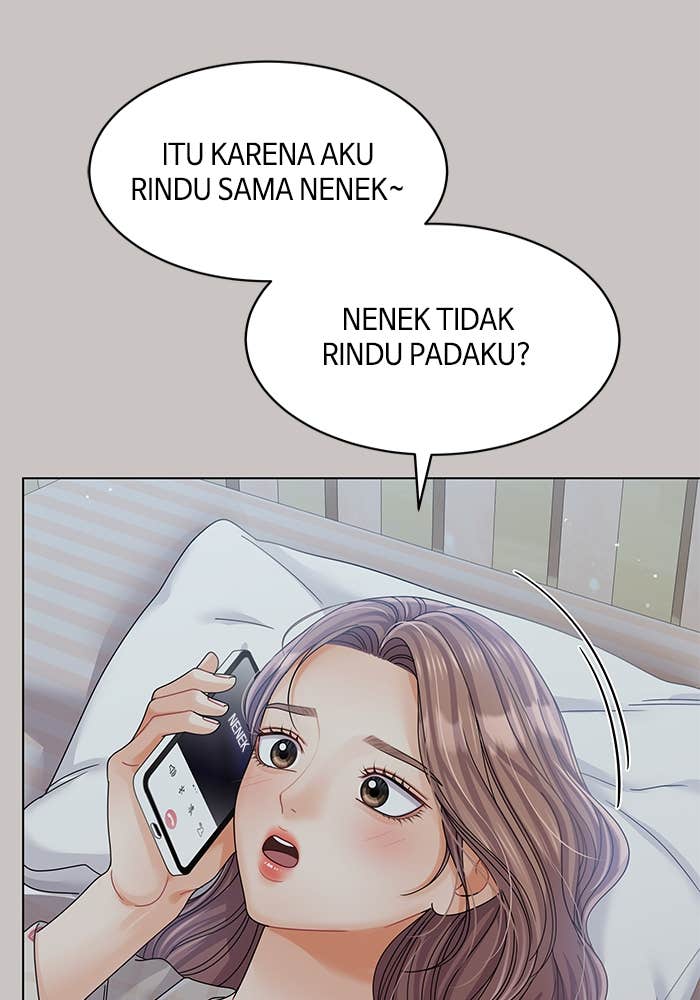 ITU KARENA AKU
RINDU SAMA NENEK~
NENEK TIDAK
RINDU PADAKU?
NENEK